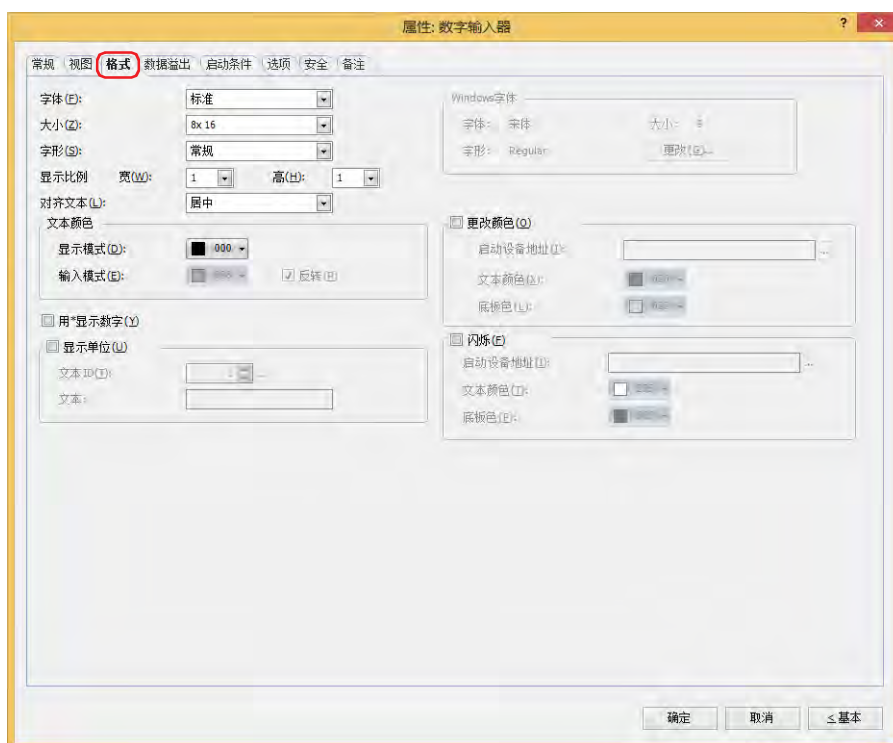 属性: 数字输入器
? ×
常规 视图 格式 数据溢出 启动条件 选项 安全 备注
字体(F): 标准
大小(Z): 8x 16
字形(S): 常规
显示比例 宽(W): 1 高(H): 1
对齐文本(L): 居中
文本颜色
显示模式(D): 000
输入模式(E): 反转(R)
用*显示数字(Y)
显示单位(U)
文本 ID(T): ...
文本:
Windows字体
字体: 宋体 大小:
字形: Regular 更改(G)...
更改颜色(O)
启动设备地址(I): ...
文本颜色(X):
底板色(L):
闪烁(F)
启动设备地址(I): ...
文本颜色(T):
底板色(P):
确定 取消 ≤基本